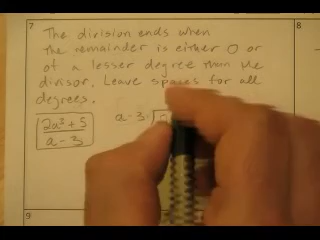 7
8
The division ends when
the remainder is either 0 or
of a lesser degree than the
divisor. Leave spaces for all
degrees.
2a³ + 5
a - 3
a - 3
9